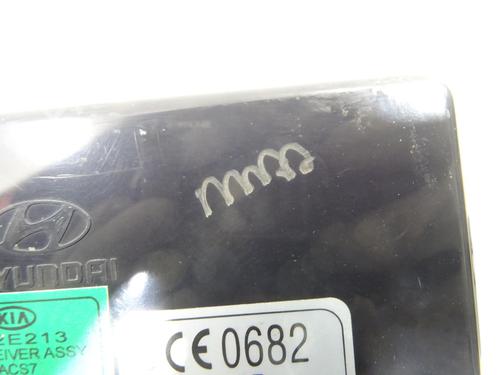 HYUNDAI
KIA
2E213
EIVER ASSY
ACS7
CE 0682